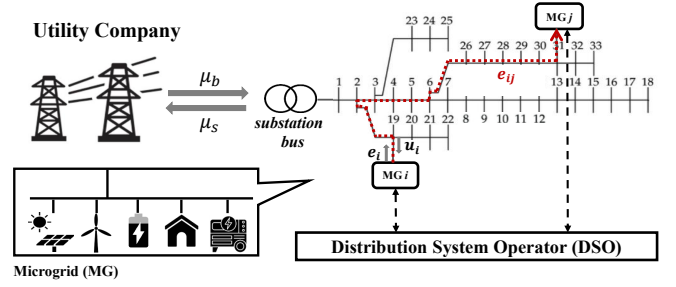 Utility Company
μb
μs
substation
bus
MG j
23 24 25
26 27 28 29 30 31 32 33
eij
1 2 3 4 5 6 7 13 14 15 16 17 18
19 20 21 22 8 9 10 11 12
ei
ui
MG i
Distribution System Operator (DSO)
Microgrid (MG)